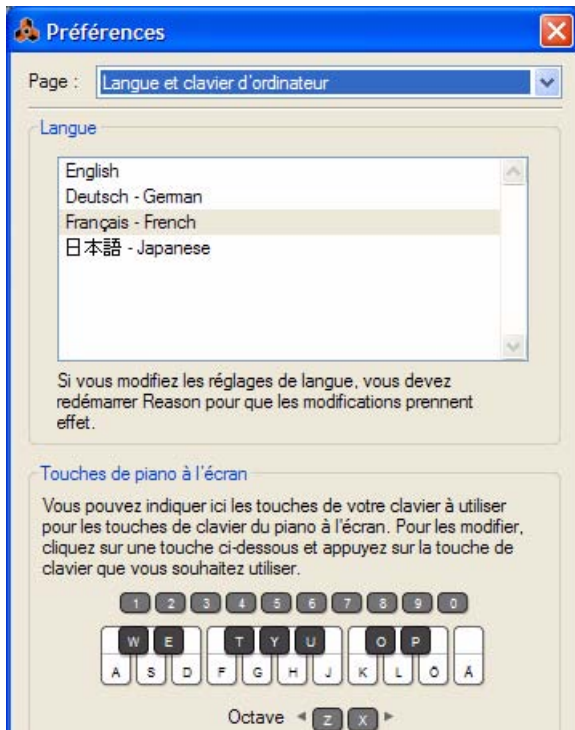 Préférences
Page : Langue et clavier d'ordinateur
Langue
English
Deutsch - German
Français - French
日本語 - Japanese
Si vous modifiez les réglages de langue, vous devez
redémarrer Reason pour que les modifications prennent
effet.
Touches de piano à l'écran
Vous pouvez indiquer ici les touches de votre clavier à utiliser
pour les touches de clavier du piano à l'écran. Pour les modifier,
cliquez sur une touche ci-dessous et appuyez sur la touche de
clavier que vous souhaitez utiliser.
1 2 3 4 5 6 7 8 9 0
W E T Y U O P
A S D F G H J K L Ö Ä
Octave Z X